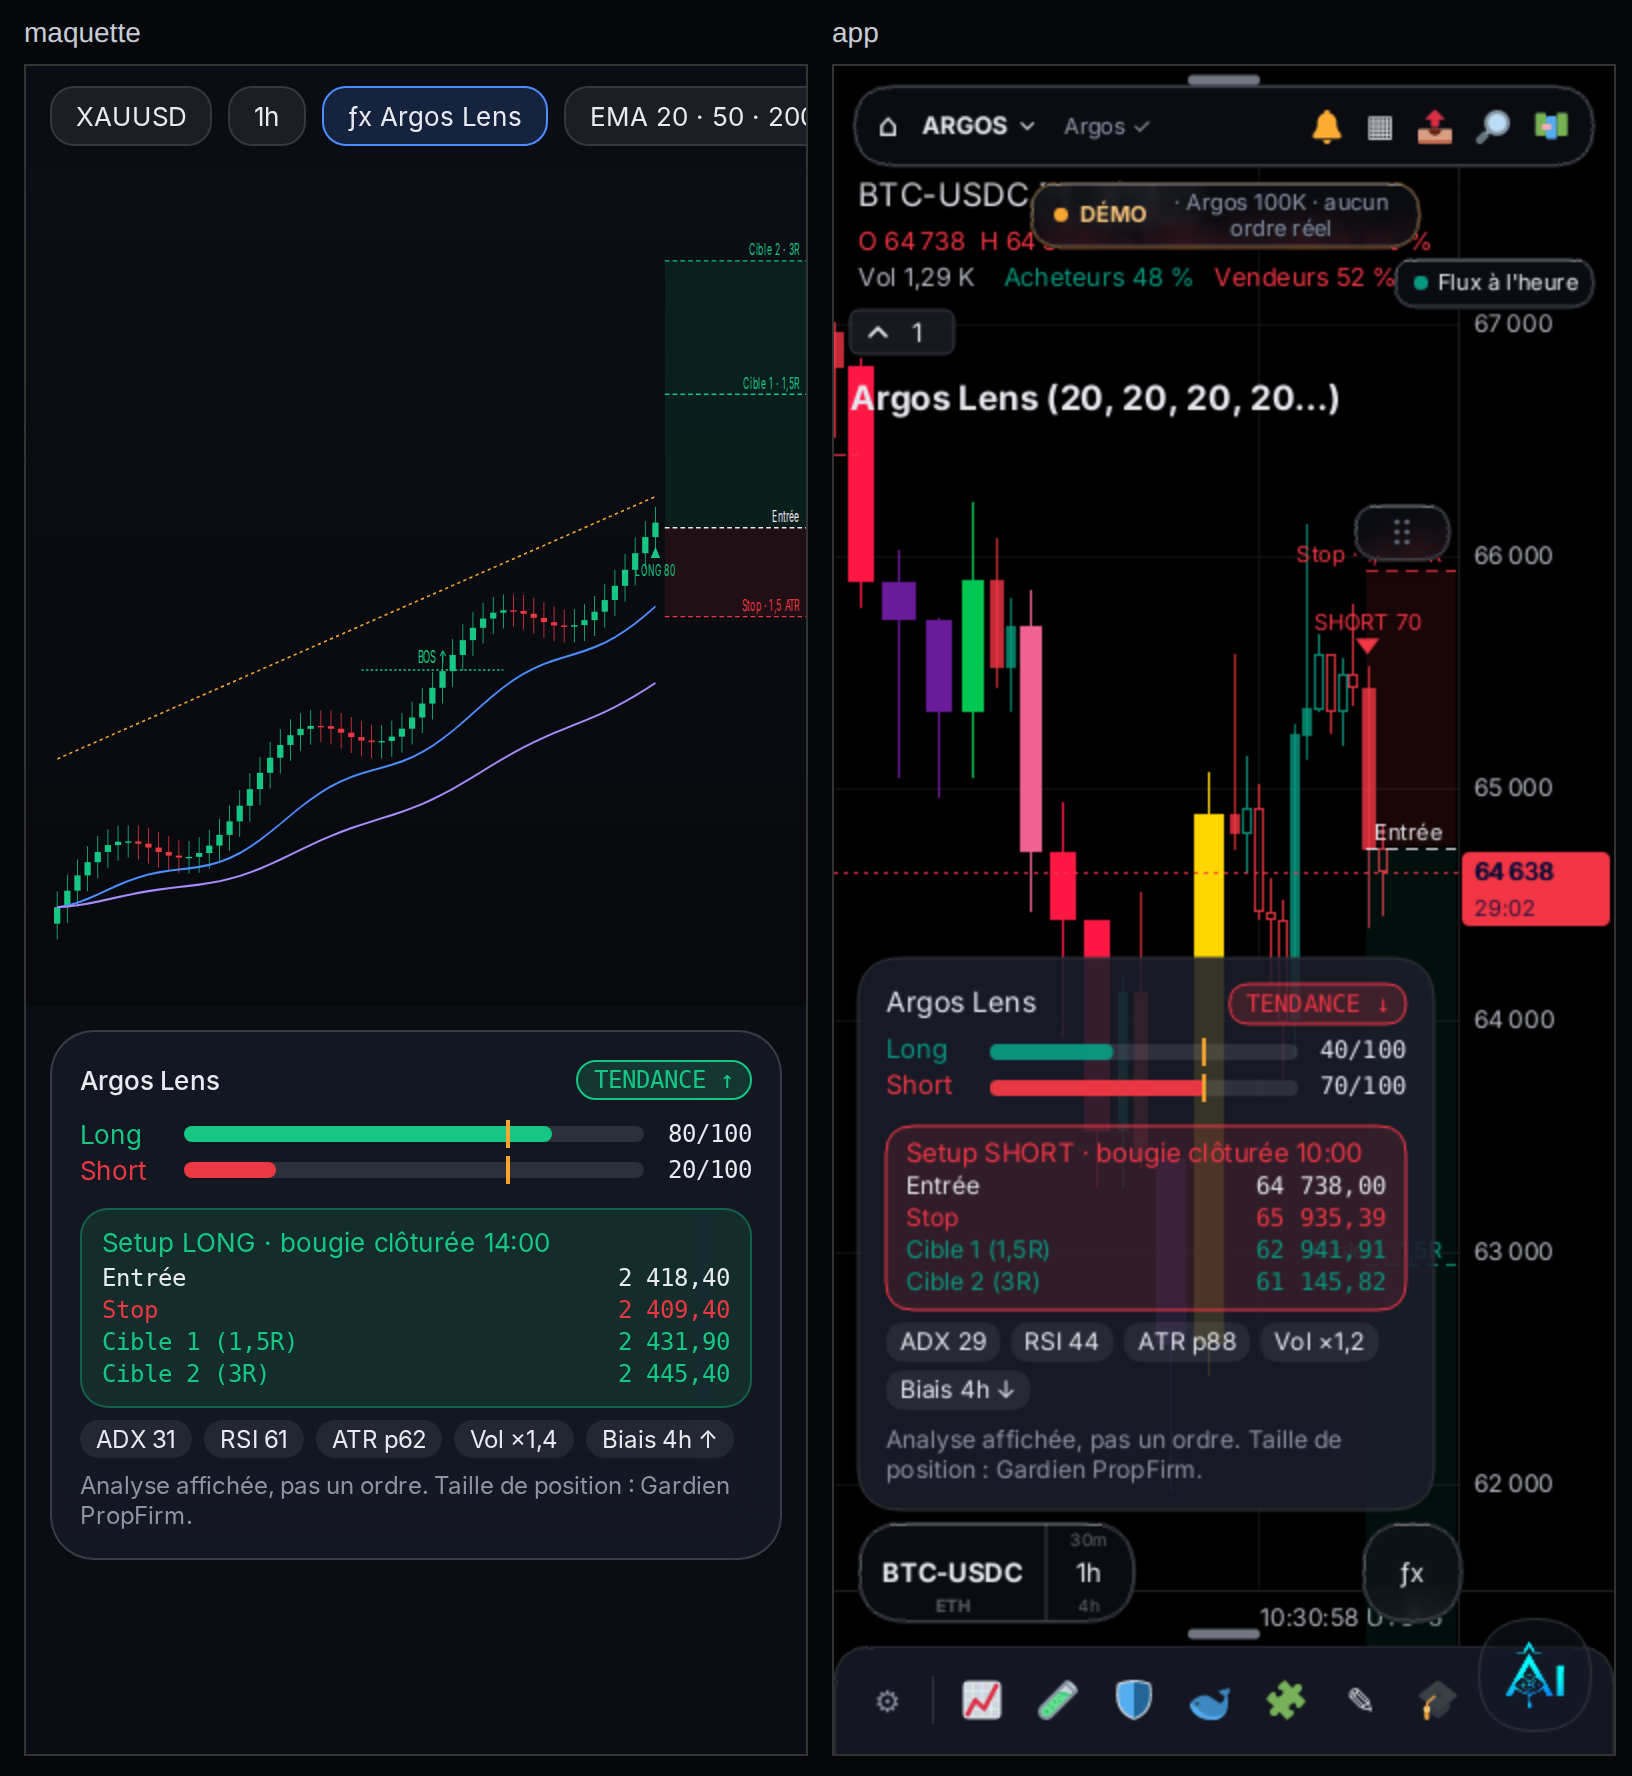 maquette
XAUUSD
1h
ƒx Argos Lens
EMA 20 · 50 · 200
Cible 2 · 3R
Cible 1 · 1,5R
Entrée
LONG 80
Stop · 1,5 ATR
BOS ↑
Argos Lens
TENDANCE ↑
Long 80/100
Short 20/100
Setup LONG · bougie clôturée 14:00
Entrée 2 418,40
Stop 2 409,40
Cible 1 (1,5R) 2 431,90
Cible 2 (3R) 2 445,40
ADX 31 RSI 61 ATR p62 Vol ×1,4 Biais 4h ↑
Analyse affichée, pas un ordre. Taille de position : Gardien
PropFirm.
app
ARGOS Argos ✓
BTC-USDC
DÉMO · Argos 100K · aucun
ordre réel
O 64 738 H 64 %
Vol 1,29 K Acheteurs 48 % Vendeurs 52 %
Flux à l'heure
67 000
1
Argos Lens (20, 20, 20, 20...)
Stop ·
66 000
SHORT 70
65 000
Entrée
64 638
29:02
Argos Lens
TENDANCE ↓
64 000
Long 40/100
Short 70/100
Setup SHORT · bougie clôturée 10:00
Entrée 64 738,00
Stop 65 935,39
Cible 1 (1,5R) 62 941,91
63 000
Cible 2 (3R) 61 145,82
ADX 29 RSI 44 ATR p88 Vol ×1,2
Biais 4h ↓
Analyse affichée, pas un ordre. Taille de
position : Gardien PropFirm.
62 000
30m
BTC-USDC 1h
ETH 4h
ƒx
10:30:58
AI